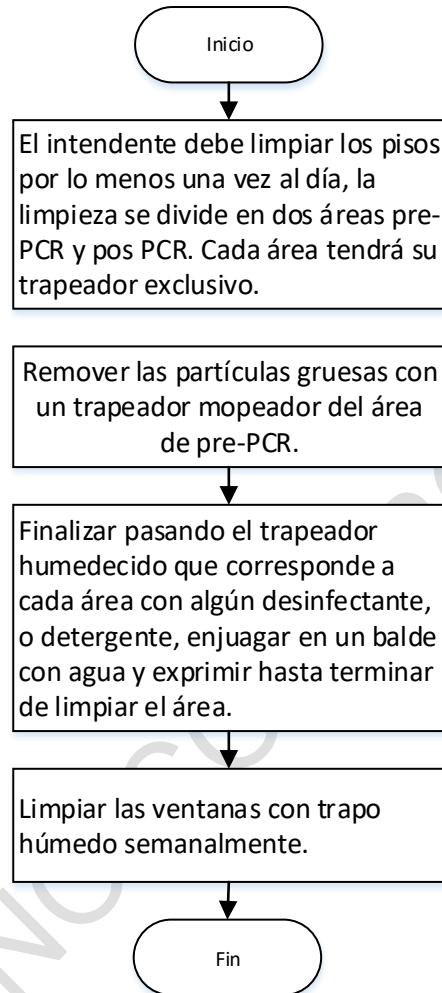 Inicio
El intendente debe limpiar los pisos
por lo menos una vez al día, la
limpieza se divide en dos áreas pre-
PCR y pos PCR. Cada área tendrá su
trapeador exclusivo.
Remover las partículas gruesas con
un trapeador mopeador del área
de pre-PCR.
Finalizar pasando el trapeador
humedecido que corresponde a
cada área con algún desinfectante,
o detergente, enjuagar en un balde
con agua y exprimir hasta terminar
de limpiar el área.
Limpiar las ventanas con trapo
húmedo semanalmente.
Fin